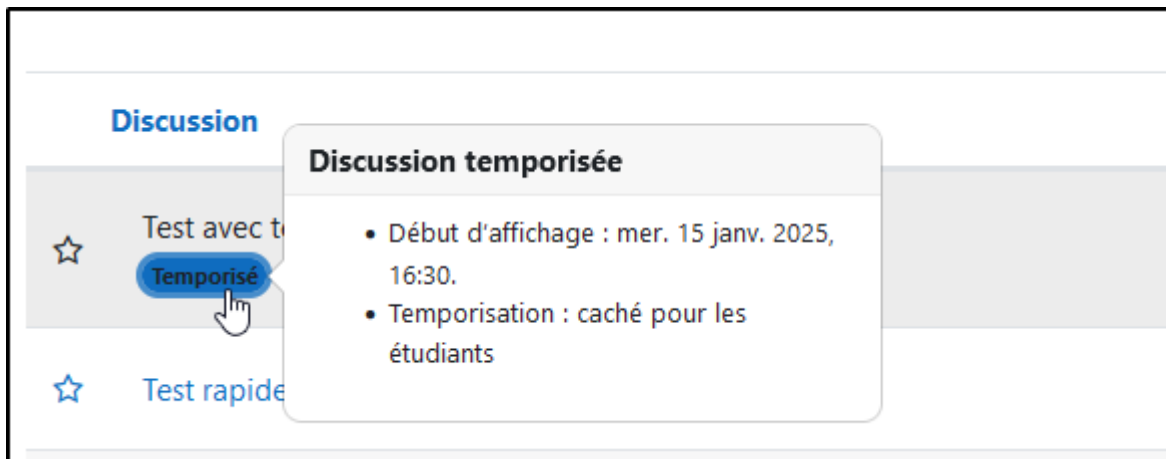 Discussion
Discussion temporisée
Test avec
Temporisé
• Début d'affichage : mer. 15 janv. 2025,
16:30.
• Temporisation : caché pour les
étudiants
Test rapide